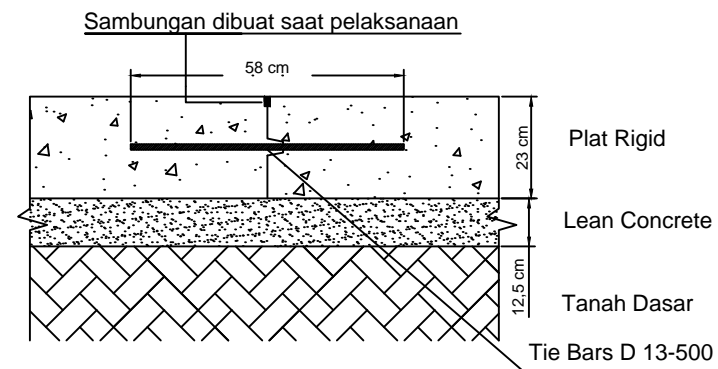 Sambungan dibuat saat pelaksanaan
58 cm
23 cm
Plat Rigid
Lean Concrete
12,5 cm
Tanah Dasar
Tie Bars D 13-500